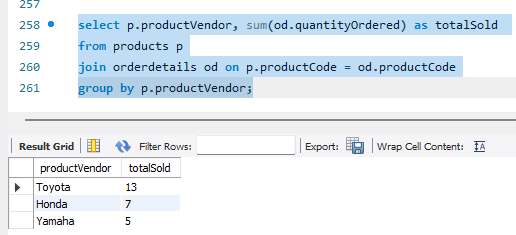 257
258 select p.productVendor, sum(od.quantityOrdered) as totalSold
259 from products p
260 join orderdetails od on p.productCode = od.productCode
261 group by p.productVendor;
Result Grid Filter Rows: Export: Wrap Cell Content: IA
productVendor totalSold
Toyota 13
Honda 7
Yamaha 5